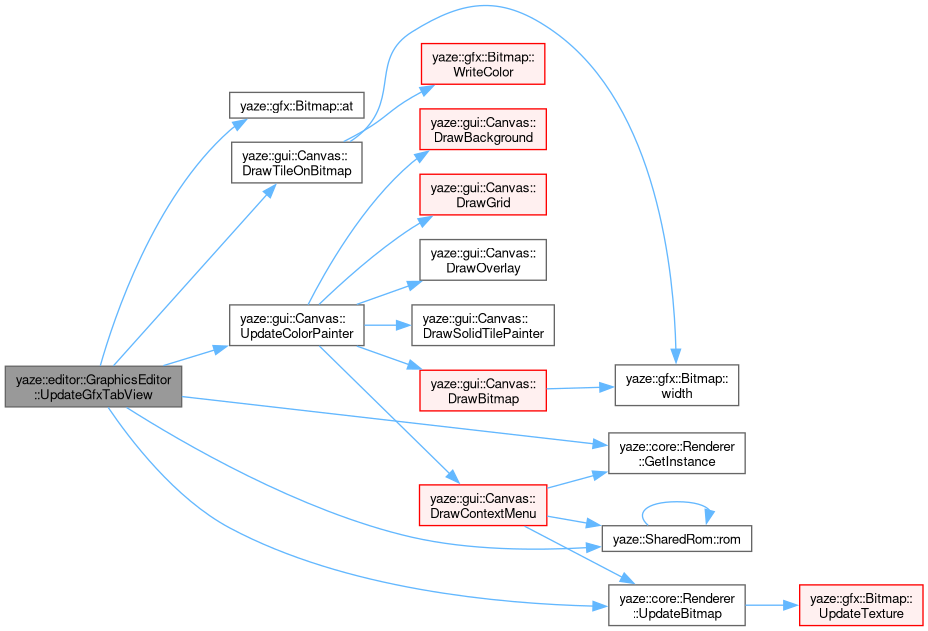 yaze::editor::GraphicsEditor
::UpdateGfxTabView
yaze::gfx::Bitmap::at
yaze::gui::Canvas::
DrawTileOnBitmap
yaze::gui::Canvas::
UpdateColorPainter
yaze::gfx::Bitmap::
WriteColor
yaze::gui::Canvas::
DrawBackground
yaze::gui::Canvas::
DrawGrid
yaze::gui::Canvas::
DrawOverlay
yaze::gui::Canvas::
DrawSolidTilePainter
yaze::gui::Canvas::
DrawBitmap
yaze::gui::Canvas::
DrawContextMenu
yaze::gfx::Bitmap::
width
yaze::core::Renderer
::GetInstance
yaze::SharedRom::rom
yaze::core::Renderer
::UpdateBitmap
yaze::gfx::Bitmap::
UpdateTexture